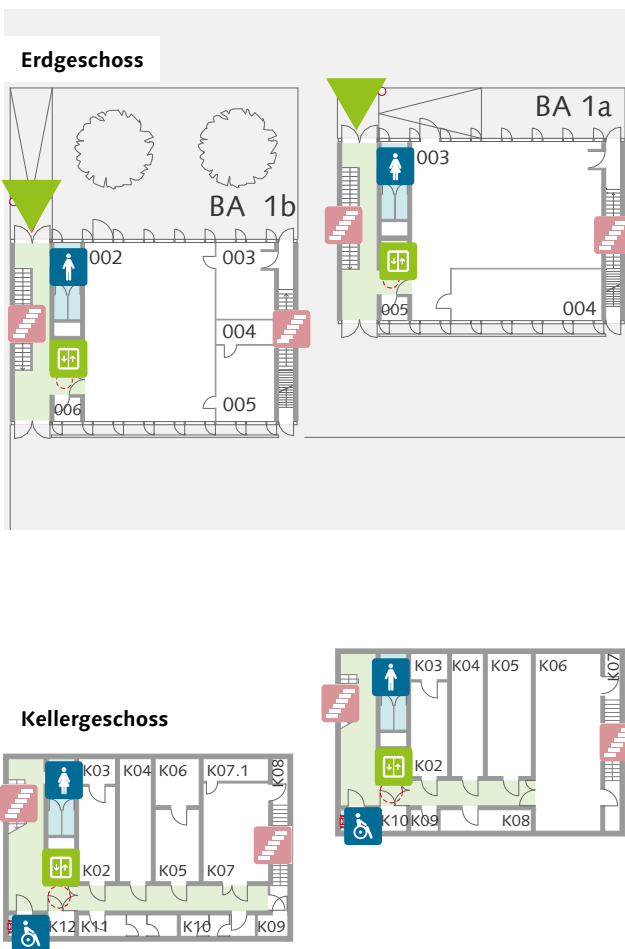 Erdgeschoss
BA 1a
003
BA 1b
002
003
005
004
004
005
006
K03 K04 K05 K06 K07
Kellergeschoss
K02
K03 K04 K06 K07.1 K08
K10 K09 K08
K02 K05 K07
K12 K11 K10 K09